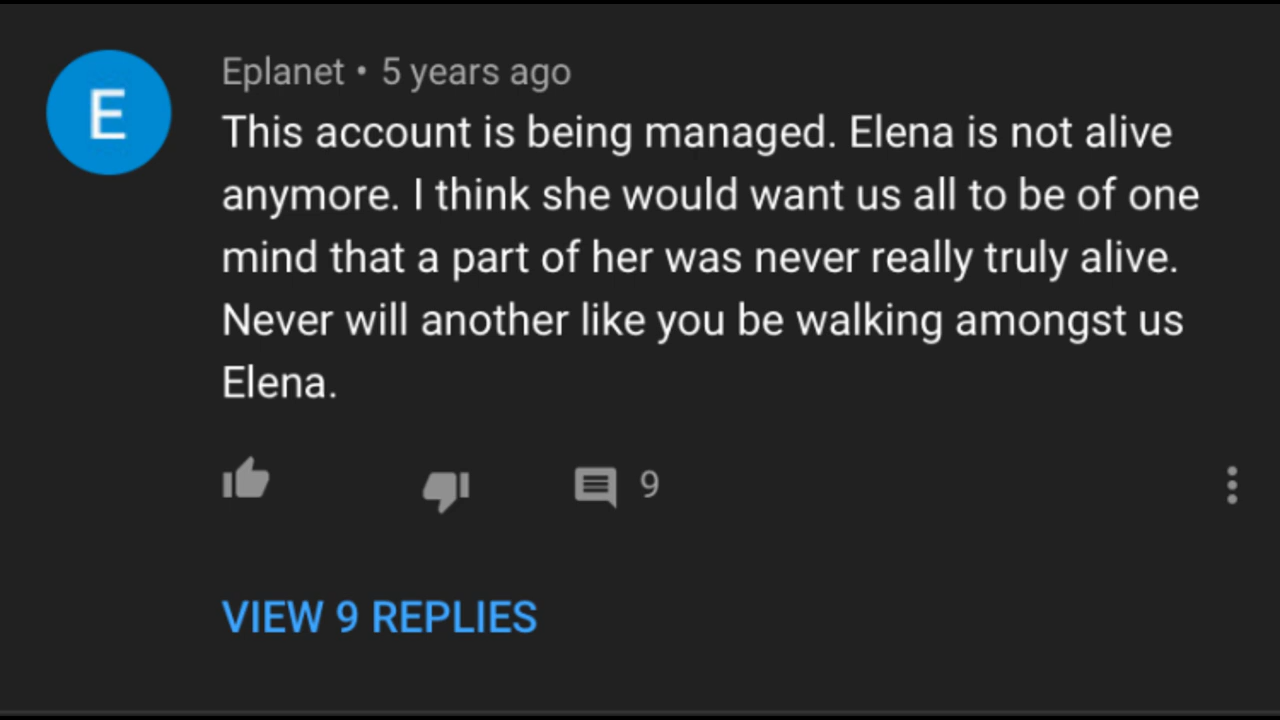 E
Eplanet • 5 years ago
This account is being managed. Elena is not alive
anymore. I think she would want us all to be of one
mind that a part of her was never really truly alive.
Never will another like you be walking amongst us
Elena.
9
VIEW 9 REPLIES